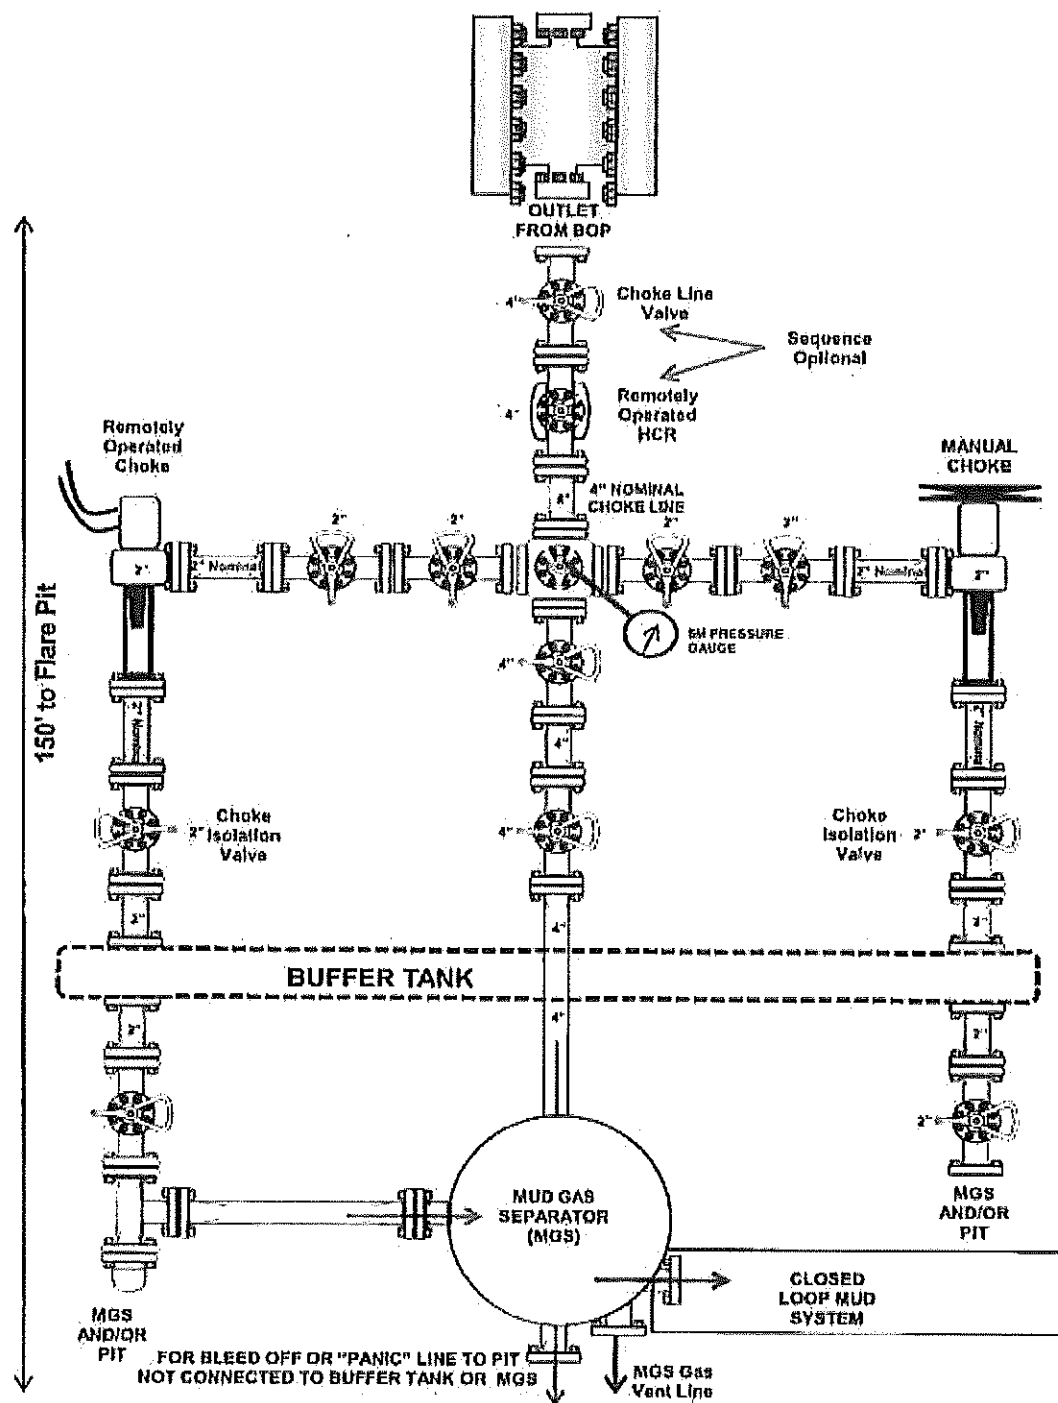 OUTLET
FROM BOP
4"
Choke Line
Valve
Sequence
Optional
4"
Remotely
Operated
HCR
Remotely
Operated
Choke
MANUAL
CHOKE
4" NOMINAL
CHOKE LINE
2"
2"
2"
2"
2"
2" Nominal
2" Nominal
2"
5M PRESSURE
GAUGE
4"
150' to Flare Pit
2" Nominal
4"
2" Nominal
Choke
Isolation
Valve
2"
4"
Choke
Isolation
Valve
2"
2"
4"
BUFFER TANK
4"
2"
2"
2"
MUD GAS
SEPARATOR
(MGS)
MGS
AND/OR
PIT
CLOSED
LOOP MUD
SYSTEM
MGS
AND/OR
PIT
FOR BLEED OFF OR "PANIC" LINE TO PIT
NOT CONNECTED TO BUFFER TANK OR MGS
MGS Gas
Vent Line